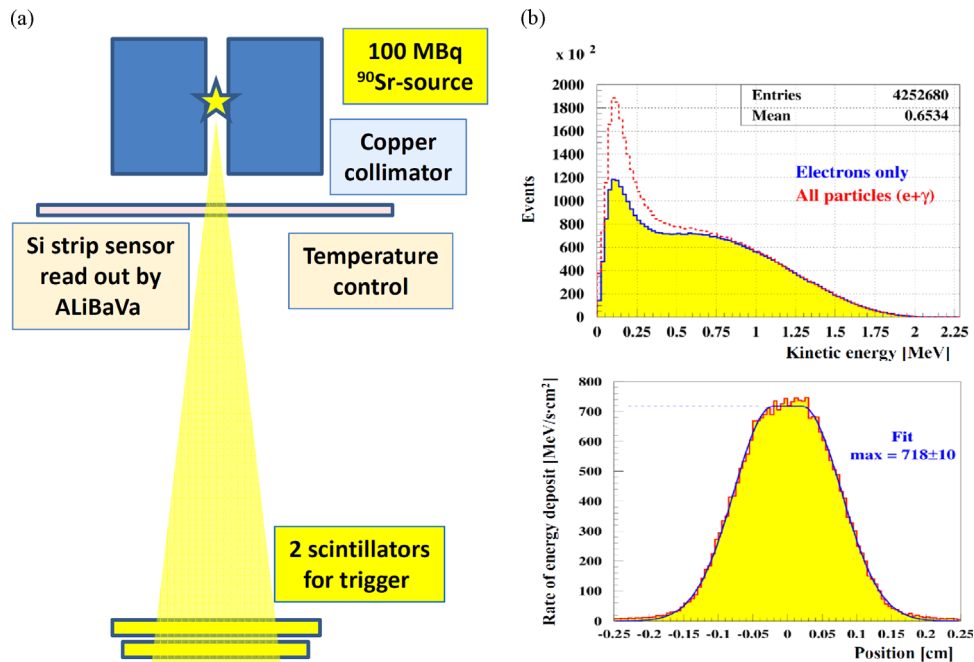 (a)
100 MBq
⁹⁰Sr-source
Copper
collimator
Si strip sensor
read out by
ALiBaVa
Temperature
control
2 scintillators
for trigger
(b)
x 10 ²
Events
2000
1800
1600
1400
1200
1000
800
600
400
200
0
Entries 4252680
Mean 0.6534
Electrons only
All particles (e+γ)
0 0.25 0.5 0.75 1 1.25 1.5 1.75 2 2.25
Kinetic energy [MeV]
Rate of energy deposit [MeV/s·cm²]
800
700
600
500
400
300
200
100
0
Fit
max = 718±10
-0.25 -0.2 -0.15 -0.1 -0.05 0 0.05 0.1 0.15 0.2 0.25
Position [cm]